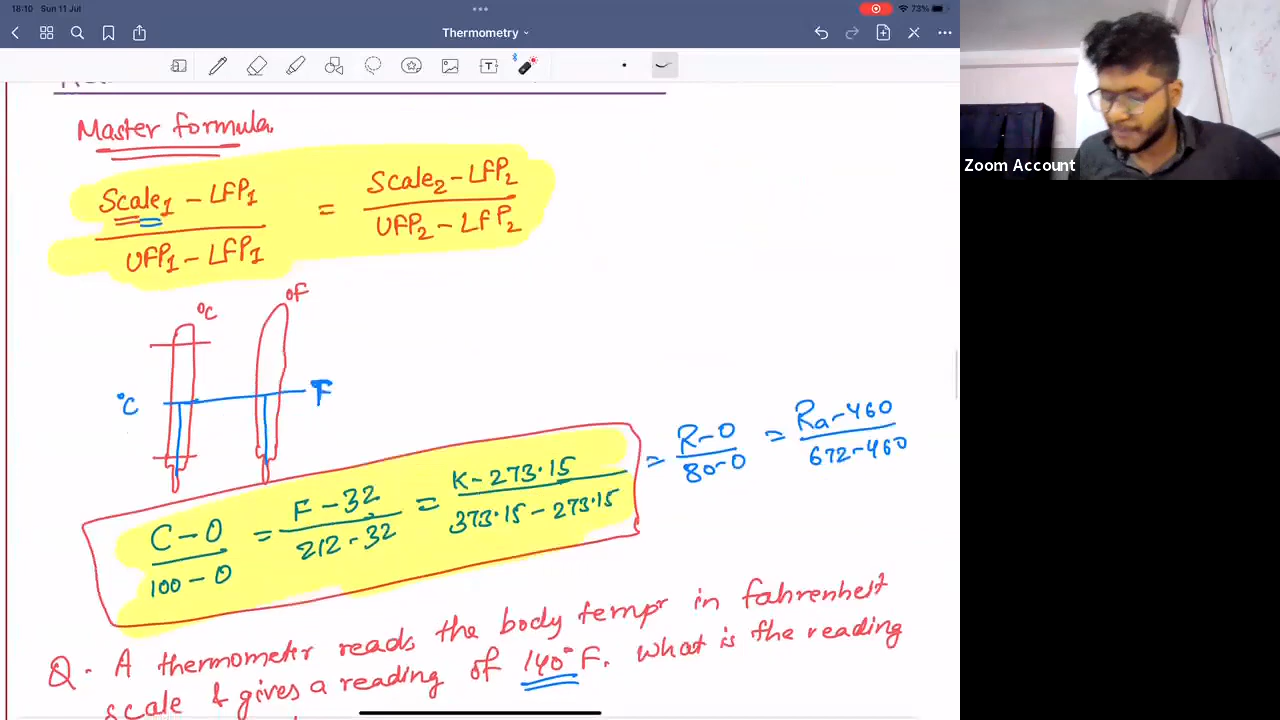 18:10 Sun 11 Jul
73%
Thermometry
Zoom Account
Master formula
Scale1 - LFP1 / UFP1 - LFP1 = Scale2 - LFP2 / UFP2 - LFP2
°C °F
°C F
C - 0 / 100 - 0 = F - 32 / 212 - 32 = K - 273.15 / 373.15 - 273.15 = R - 0 / 80 - 0 = Ra - 460 / 672 - 460
Q. A thermometer reads the body tempr in fahrenheit
scale & gives a reading of 140° F. What is the reading